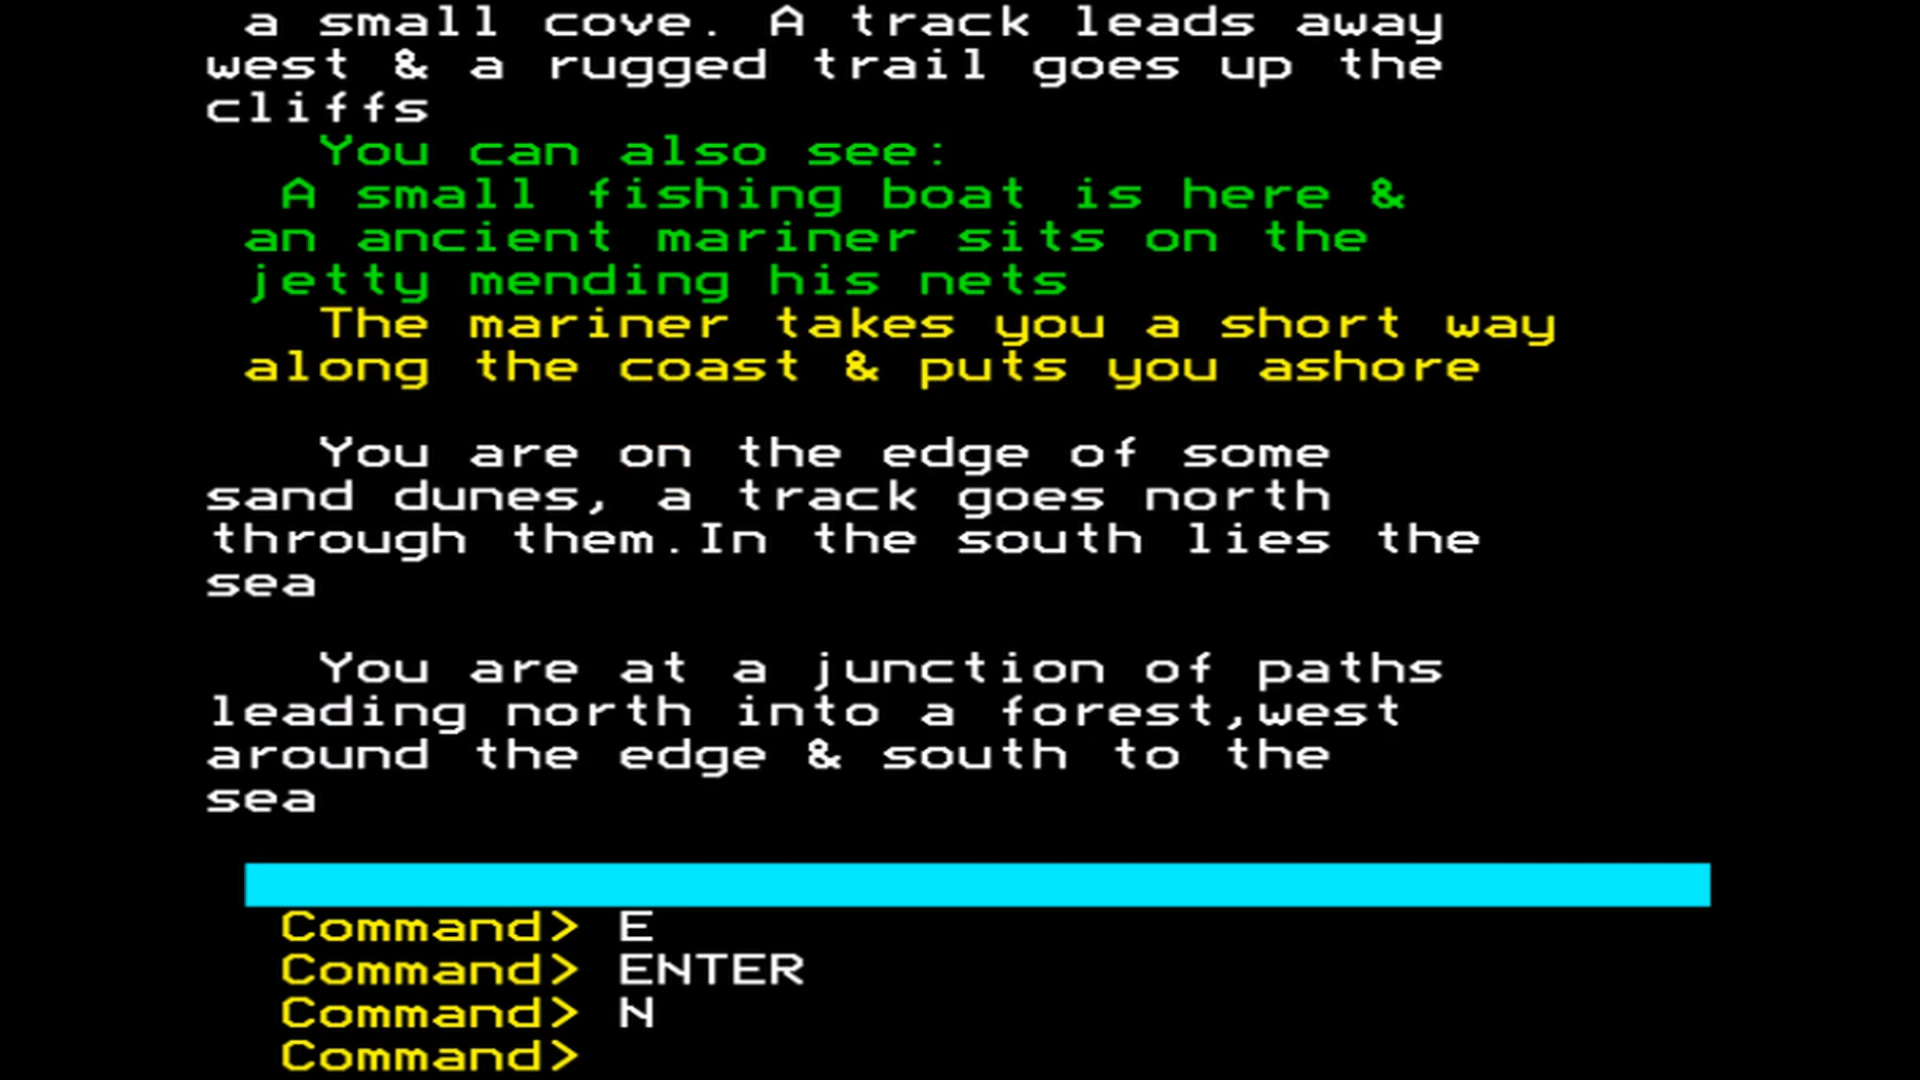 a small cove. A track leads away
west & a rugged trail goes up the
cliffs
You can also see:
A small fishing boat is here &
an ancient mariner sits on the
jetty mending his nets
The mariner takes you a short way
along the coast & puts you ashore
You are on the edge of some
sand dunes, a track goes north
through them.In the south lies the
sea
You are at a junction of paths
leading north into a forest,west
around the edge & south to the
sea
Command> E
Command> ENTER
Command> N
Command>